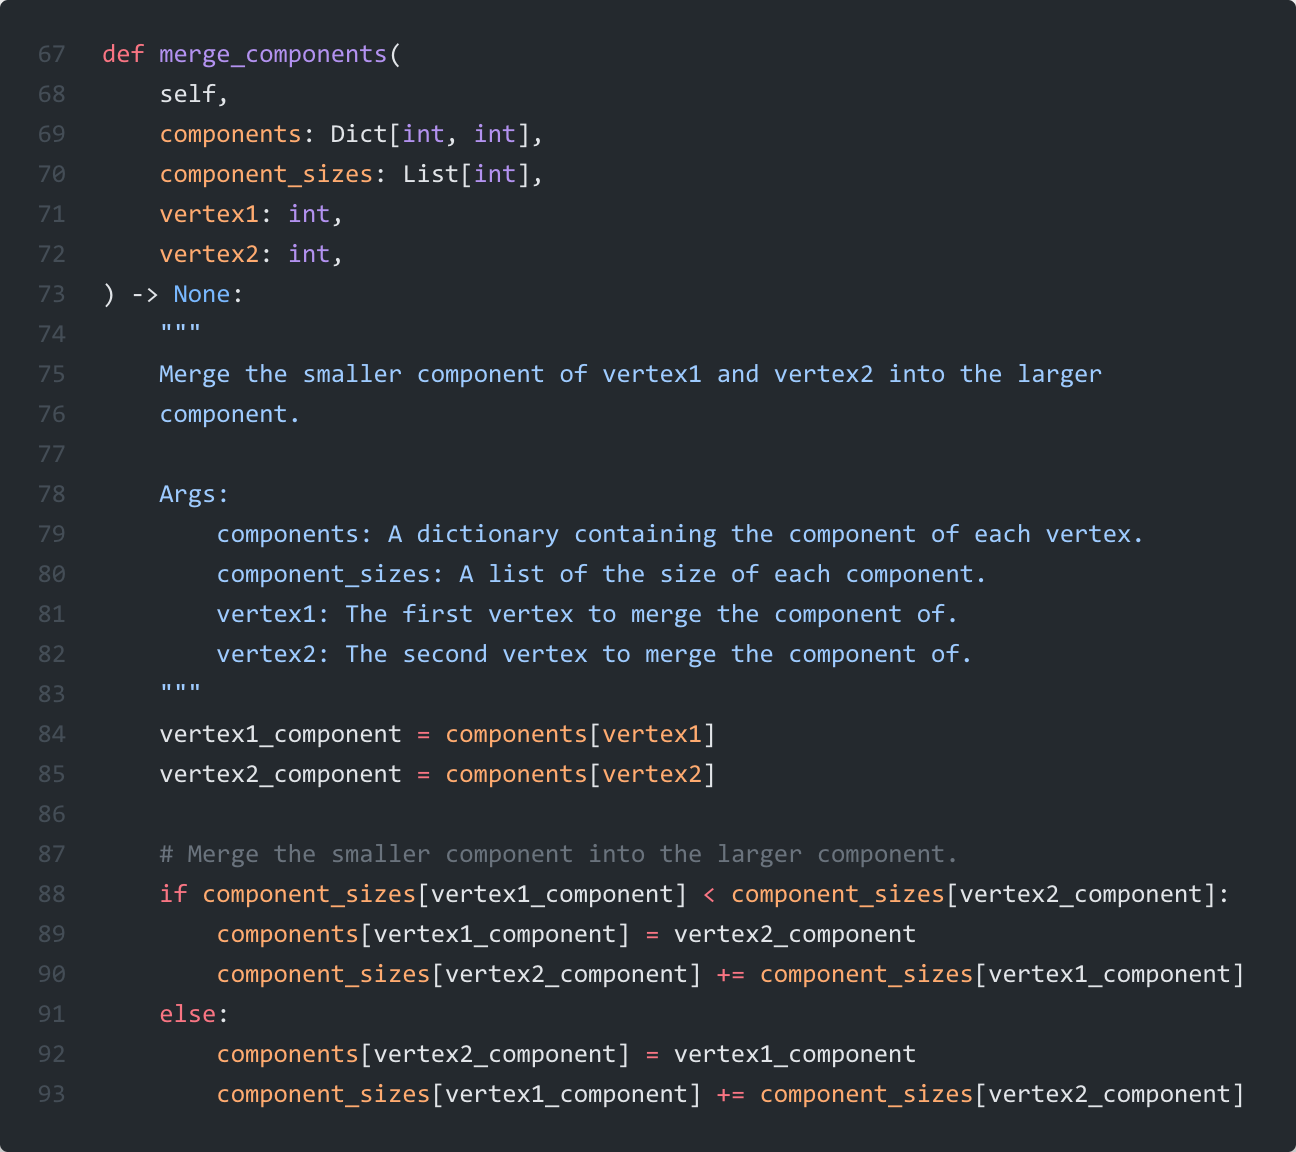 67 def merge_components(
68     self,
69     components: Dict[int, int],
70     component_sizes: List[int],
71     vertex1: int,
72     vertex2: int,
73 ) -> None:
74     """
75     Merge the smaller component of vertex1 and vertex2 into the larger
76     component.
77
78     Args:
79         components: A dictionary containing the component of each vertex.
80         component_sizes: A list of the size of each component.
81         vertex1: The first vertex to merge the component of.
82         vertex2: The second vertex to merge the component of.
83     """
84     vertex1_component = components[vertex1]
85     vertex2_component = components[vertex2]
86
87     # Merge the smaller component into the larger component.
88     if component_sizes[vertex1_component] < component_sizes[vertex2_component]:
89         components[vertex1_component] = vertex2_component
90         component_sizes[vertex2_component] += component_sizes[vertex1_component]
91     else:
92         components[vertex2_component] = vertex1_component
93         component_sizes[vertex1_component] += component_sizes[vertex2_component]